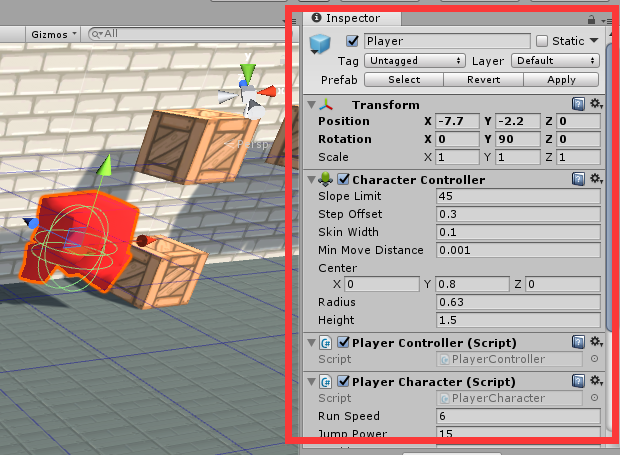 Inspector
Gizmos
All
Player
Static
Tag Untagged Layer Default
Prefab Select Revert Apply
Transform
Position X -7.7 Y -2.2 Z 0
Rotation X 0 Y 90 Z 0
Scale X 1 Y 1 Z 1
Persp
Character Controller
Slope Limit 45
Step Offset 0.3
Skin Width 0.1
Min Move Distance 0.001
Center
X 0 Y 0.8 Z 0
Radius 0.63
Height 1.5
Player Controller (Script)
Script PlayerController
Player Character (Script)
Script PlayerCharacter
Run Speed 6
Jump Power 15